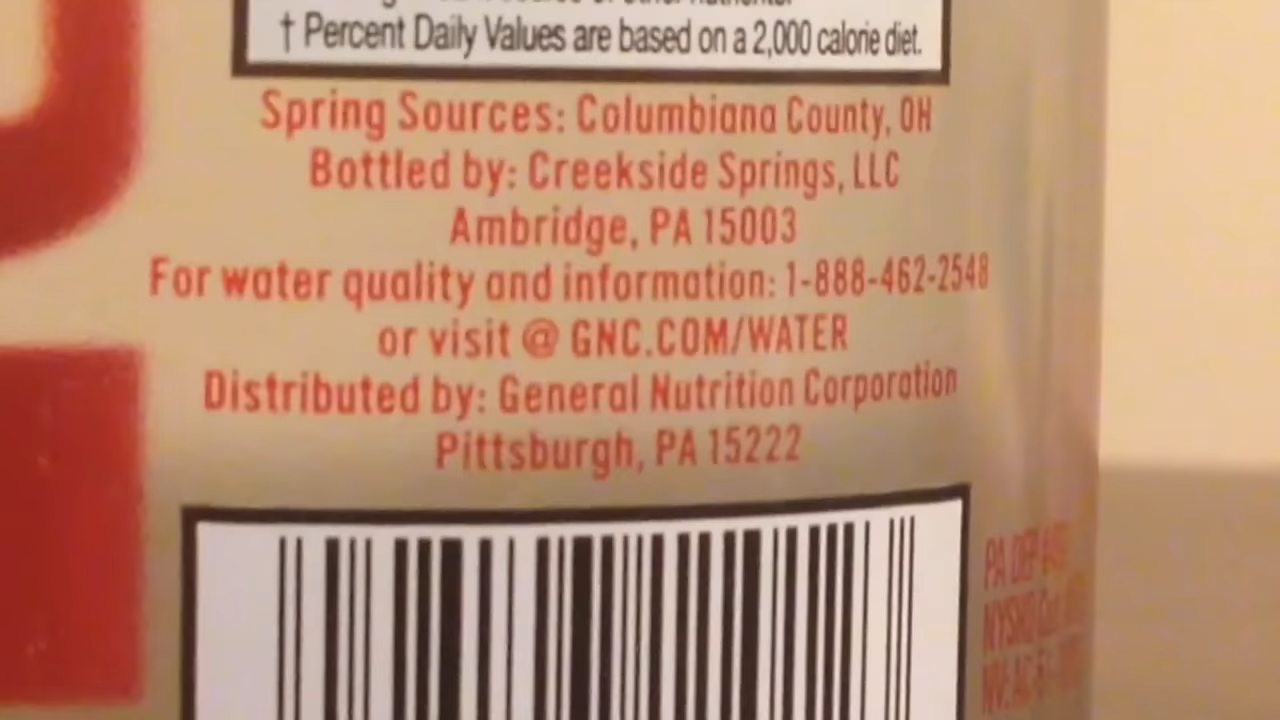 † Percent Daily Values are based on a 2,000 calorie diet.
Spring Sources: Columbiana County, OH
Bottled by: Creekside Springs, LLC
Ambridge, PA 15003
For water quality and information: 1-888-462-2548
or visit @ GNC.COM/WATER
Distributed by: General Nutrition Corporation
Pittsburgh, PA 15222
PA DEP